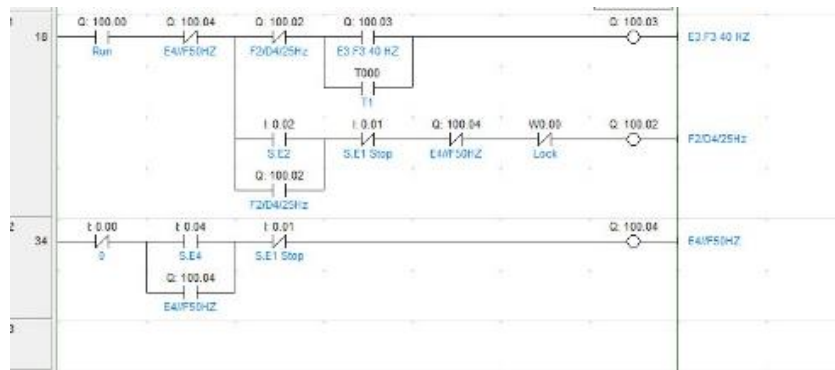 Q: 100.00 Q: 100.04 Q: 100.02 Q: 100.03 Q: 100.03
18 E3.F3 40 HZ
Run E4//F50HZ F2/D4/25Hz E3.F3 40 HZ
T000
T1
I: 0.02 I: 0.01 Q: 100.04 W0.00 Q: 100.02
F2/D4/25Hz
S.E2 S.E1 Stop E4//F50HZ Lock
Q: 100.02
F2/D4/25Hz
I: 0.00 I: 0.04 I: 0.01 Q: 100.04
34 E4//F50HZ
0 S.E4 S.E1 Stop
Q: 100.04
E4//F50HZ